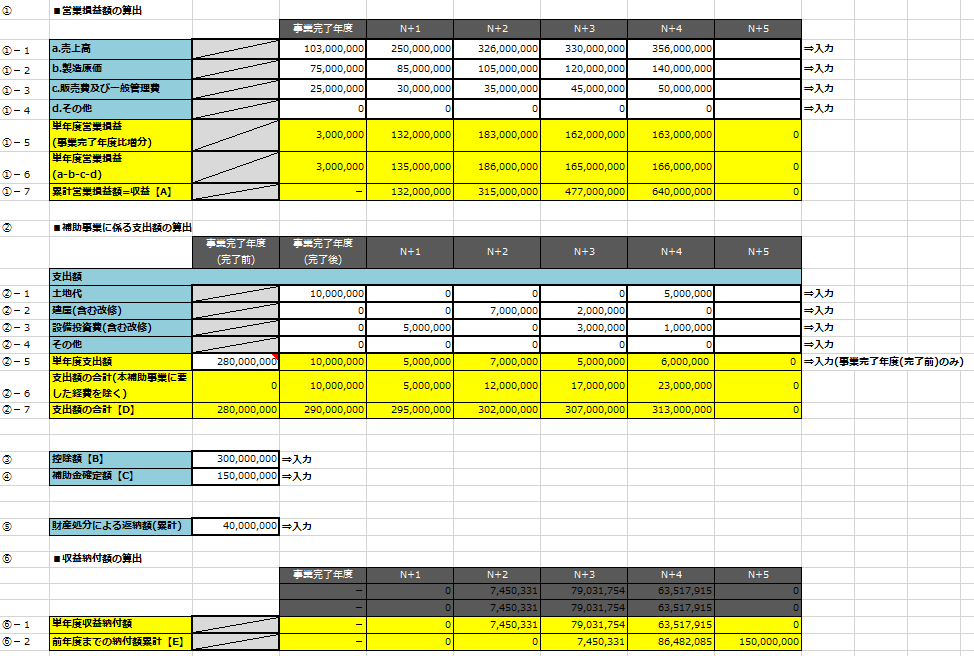 ① ■営業損益額の算出
事業完了年度 N+1 N+2 N+3 N+4 N+5
①-1 a.売上高 103,000,000 250,000,000 326,000,000 330,000,000 356,000,000 ⇒入力
①-2 b.製造原価 75,000,000 85,000,000 105,000,000 120,000,000 140,000,000 ⇒入力
①-3 c.販売費及び一般管理費 25,000,000 30,000,000 35,000,000 45,000,000 50,000,000 ⇒入力
①-4 d.その他 0 0 0 0 0 ⇒入力
単年度営業損益
①-5 (事業完了年度比増分) 3,000,000 132,000,000 183,000,000 162,000,000 163,000,000 0
単年度営業損益
①-6 (a-b-c-d) 3,000,000 135,000,000 186,000,000 165,000,000 166,000,000 0
①-7 累計営業損益額=収益【A】 - 132,000,000 315,000,000 477,000,000 640,000,000 0
② ■補助事業に係る支出額の算出
事業完了年度 事業完了年度
(完了前) (完了後) N+1 N+2 N+3 N+4 N+5
支出額
②-1 土地代 10,000,000 0 0 0 5,000,000 ⇒入力
②-2 建屋(含む改修) 0 0 7,000,000 2,000,000 0 ⇒入力
②-3 設備投資費(含む改修) 0 5,000,000 0 3,000,000 1,000,000 ⇒入力
②-4 その他 0 0 0 0 0 ⇒入力
②-5 単年度支出額 280,000,000 10,000,000 5,000,000 7,000,000 5,000,000 6,000,000 0 ⇒入力(事業完了年度(完了前)のみ)
支出額の合計(本補助事業に要
②-6 した経費を除く) 0 10,000,000 5,000,000 12,000,000 17,000,000 23,000,000 0
②-7 支出額の合計【D】 280,000,000 290,000,000 295,000,000 302,000,000 307,000,000 313,000,000 0
③ 控除額【B】 300,000,000 ⇒入力
④ 補助金確定額【C】 150,000,000 ⇒入力
⑤ 財産処分による返納額(累計) 40,000,000 ⇒入力
⑥ ■収益納付額の算出
事業完了年度 N+1 N+2 N+3 N+4 N+5
- 0 7,450,331 79,031,754 63,517,915 0
- 0 7,450,331 79,031,754 63,517,915 0
⑥-1 単年度収益納付額 - 0 7,450,331 79,031,754 63,517,915 0
⑥-2 前年度までの納付額累計【E】 - 0 0 7,450,331 86,482,085 150,000,000